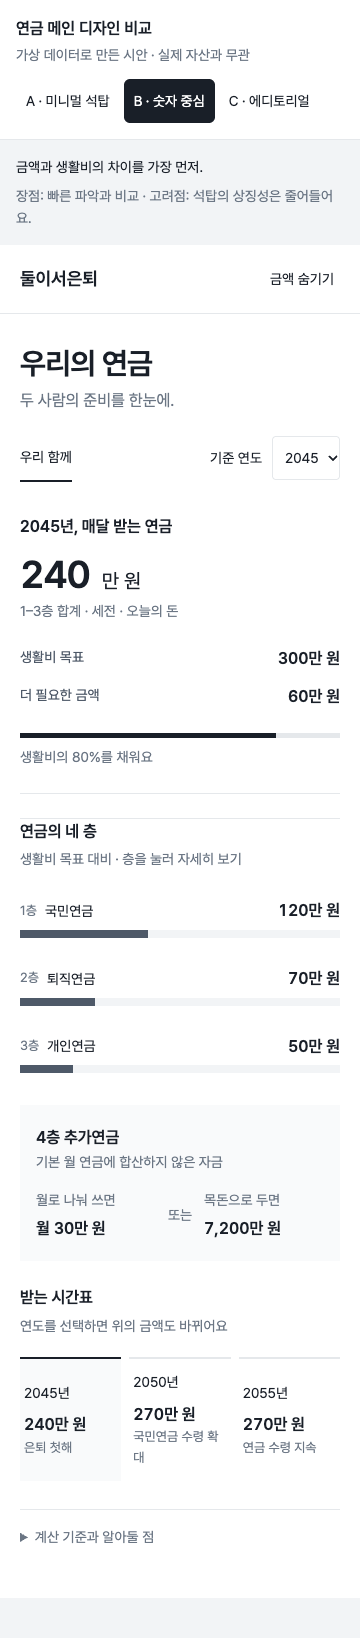 연금 메인 디자인 비교
가상 데이터로 만든 시안 · 실제 자산과 무관
A · 미니멀 석탑
B · 숫자 중심
C · 에디토리얼
금액과 생활비의 차이를 가장 먼저.
장점: 빠른 파악과 비교 · 고려점: 석탑의 상징성은 줄어들어
요.
둘이서은퇴
금액 숨기기
우리의 연금
두 사람의 준비를 한눈에.
우리 함께
기준 연도
2045
2045년, 매달 받는 연금
240 만 원
1–3층 합계 · 세전 · 오늘의 돈
생활비 목표
300만 원
더 필요한 금액
60만 원
생활비의 80%를 채워요
연금의 네 층
생활비 목표 대비 · 층을 눌러 자세히 보기
1층 국민연금
120만 원
2층 퇴직연금
70만 원
3층 개인연금
50만 원
4층 추가연금
기본 월 연금에 합산하지 않은 자금
월로 나눠 쓰면
월 30만 원
또는
목돈으로 두면
7,200만 원
받는 시간표
연도를 선택하면 위의 금액도 바뀌어요
2045년
240만 원
은퇴 첫해
2050년
270만 원
국민연금 수령 확
대
2055년
270만 원
연금 수령 지속
▶ 계산 기준과 알아둘 점